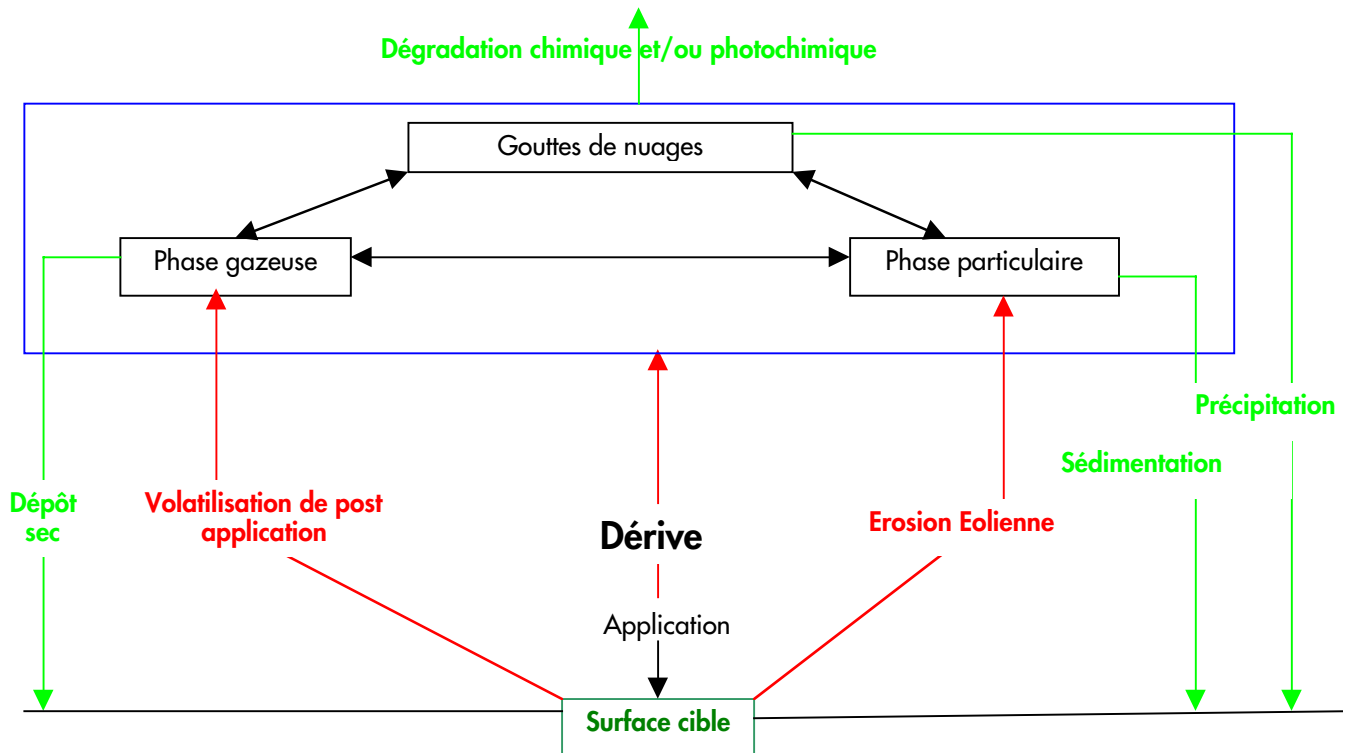 Dégradation chimique et/ou photochimique
Gouttes de nuages
Phase gazeuse
Phase particulaire
Précipitation
Sédimentation
Dépôt
sec
Volatilisation de post
application
Erosion Eolienne
Dérive
Application
Surface cible